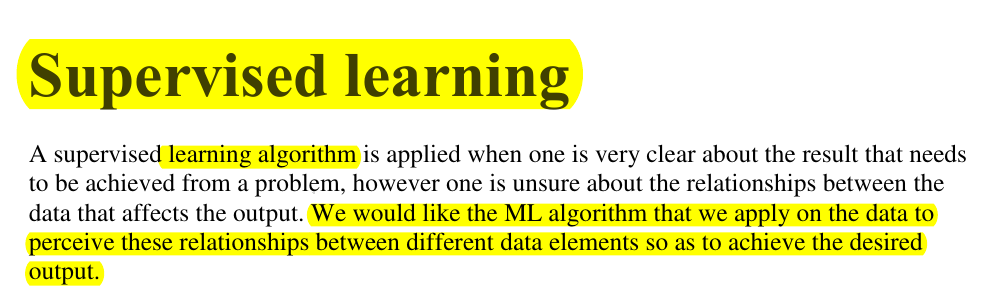 Supervised learning
A supervised learning algorithm is applied when one is very clear about the result that needs
to be achieved from a problem, however one is unsure about the relationships between the
data that affects the output. We would like the ML algorithm that we apply on the data to
perceive these relationships between different data elements so as to achieve the desired
output.